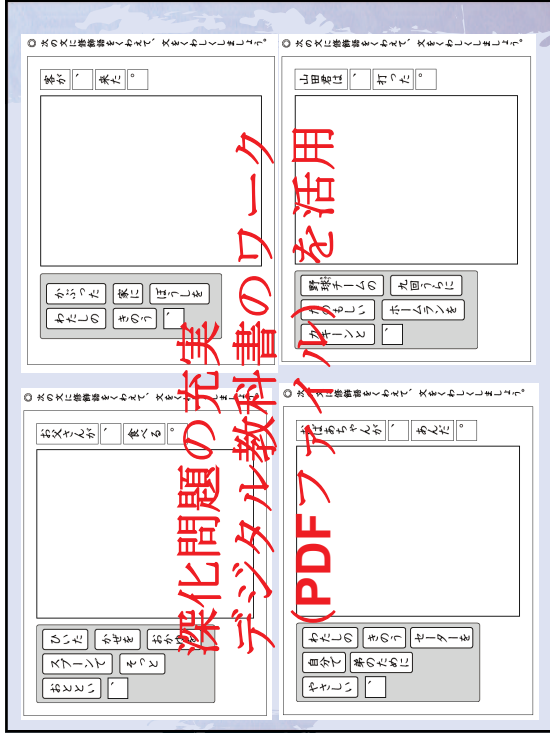 ◎ 次の文に修飾語をくわえて、文をくわしくしましょう。
客が 、 来た 。
かぶった 家に ぼうしを
わたしの きのう 、
◎ 次の文に修飾語をくわえて、文をくわしくしましょう。
山田君は 、 打った 。
野球チームの 九回うらに
たのもしい ホームランを
カキーンと 、
◎ 次の文に修飾語をくわえて、文をくわしくしましょう。
お父さんが 、 食べる 。
ひいた かぜを おかゆを
スプーンで そっと
おととい 、
◎ 次の文に修飾語をくわえて、文をくわしくしましょう。
おばあちゃんが 、 あんだ 。
わたしの きのう セーターを
自分で 弟のために
やさしい 、
深化問題の充実
デジタル教科書のワーク
(PDFファイル)を活用